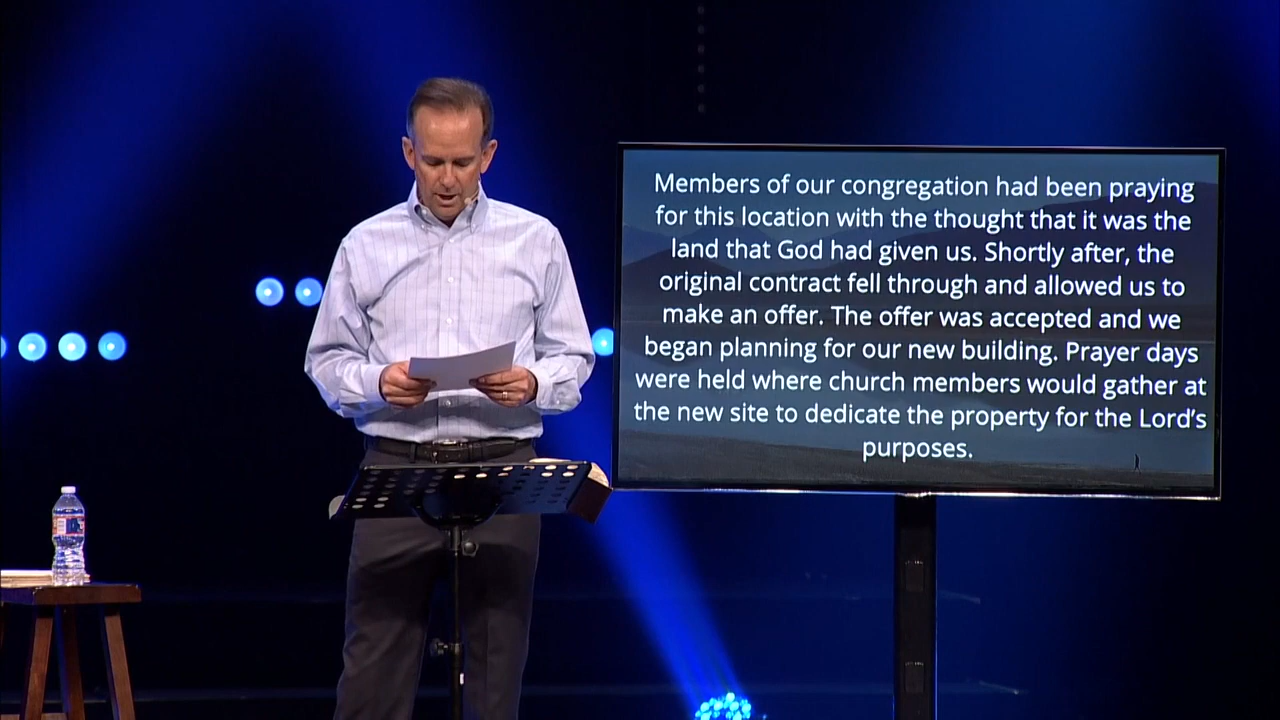 Members of our congregation had been praying
for this location with the thought that it was the
land that God had given us. Shortly after, the
original contract fell through and allowed us to
make an offer. The offer was accepted and we
began planning for our new building. Prayer days
were held where church members would gather at
the new site to dedicate the property for the Lord’s
purposes.